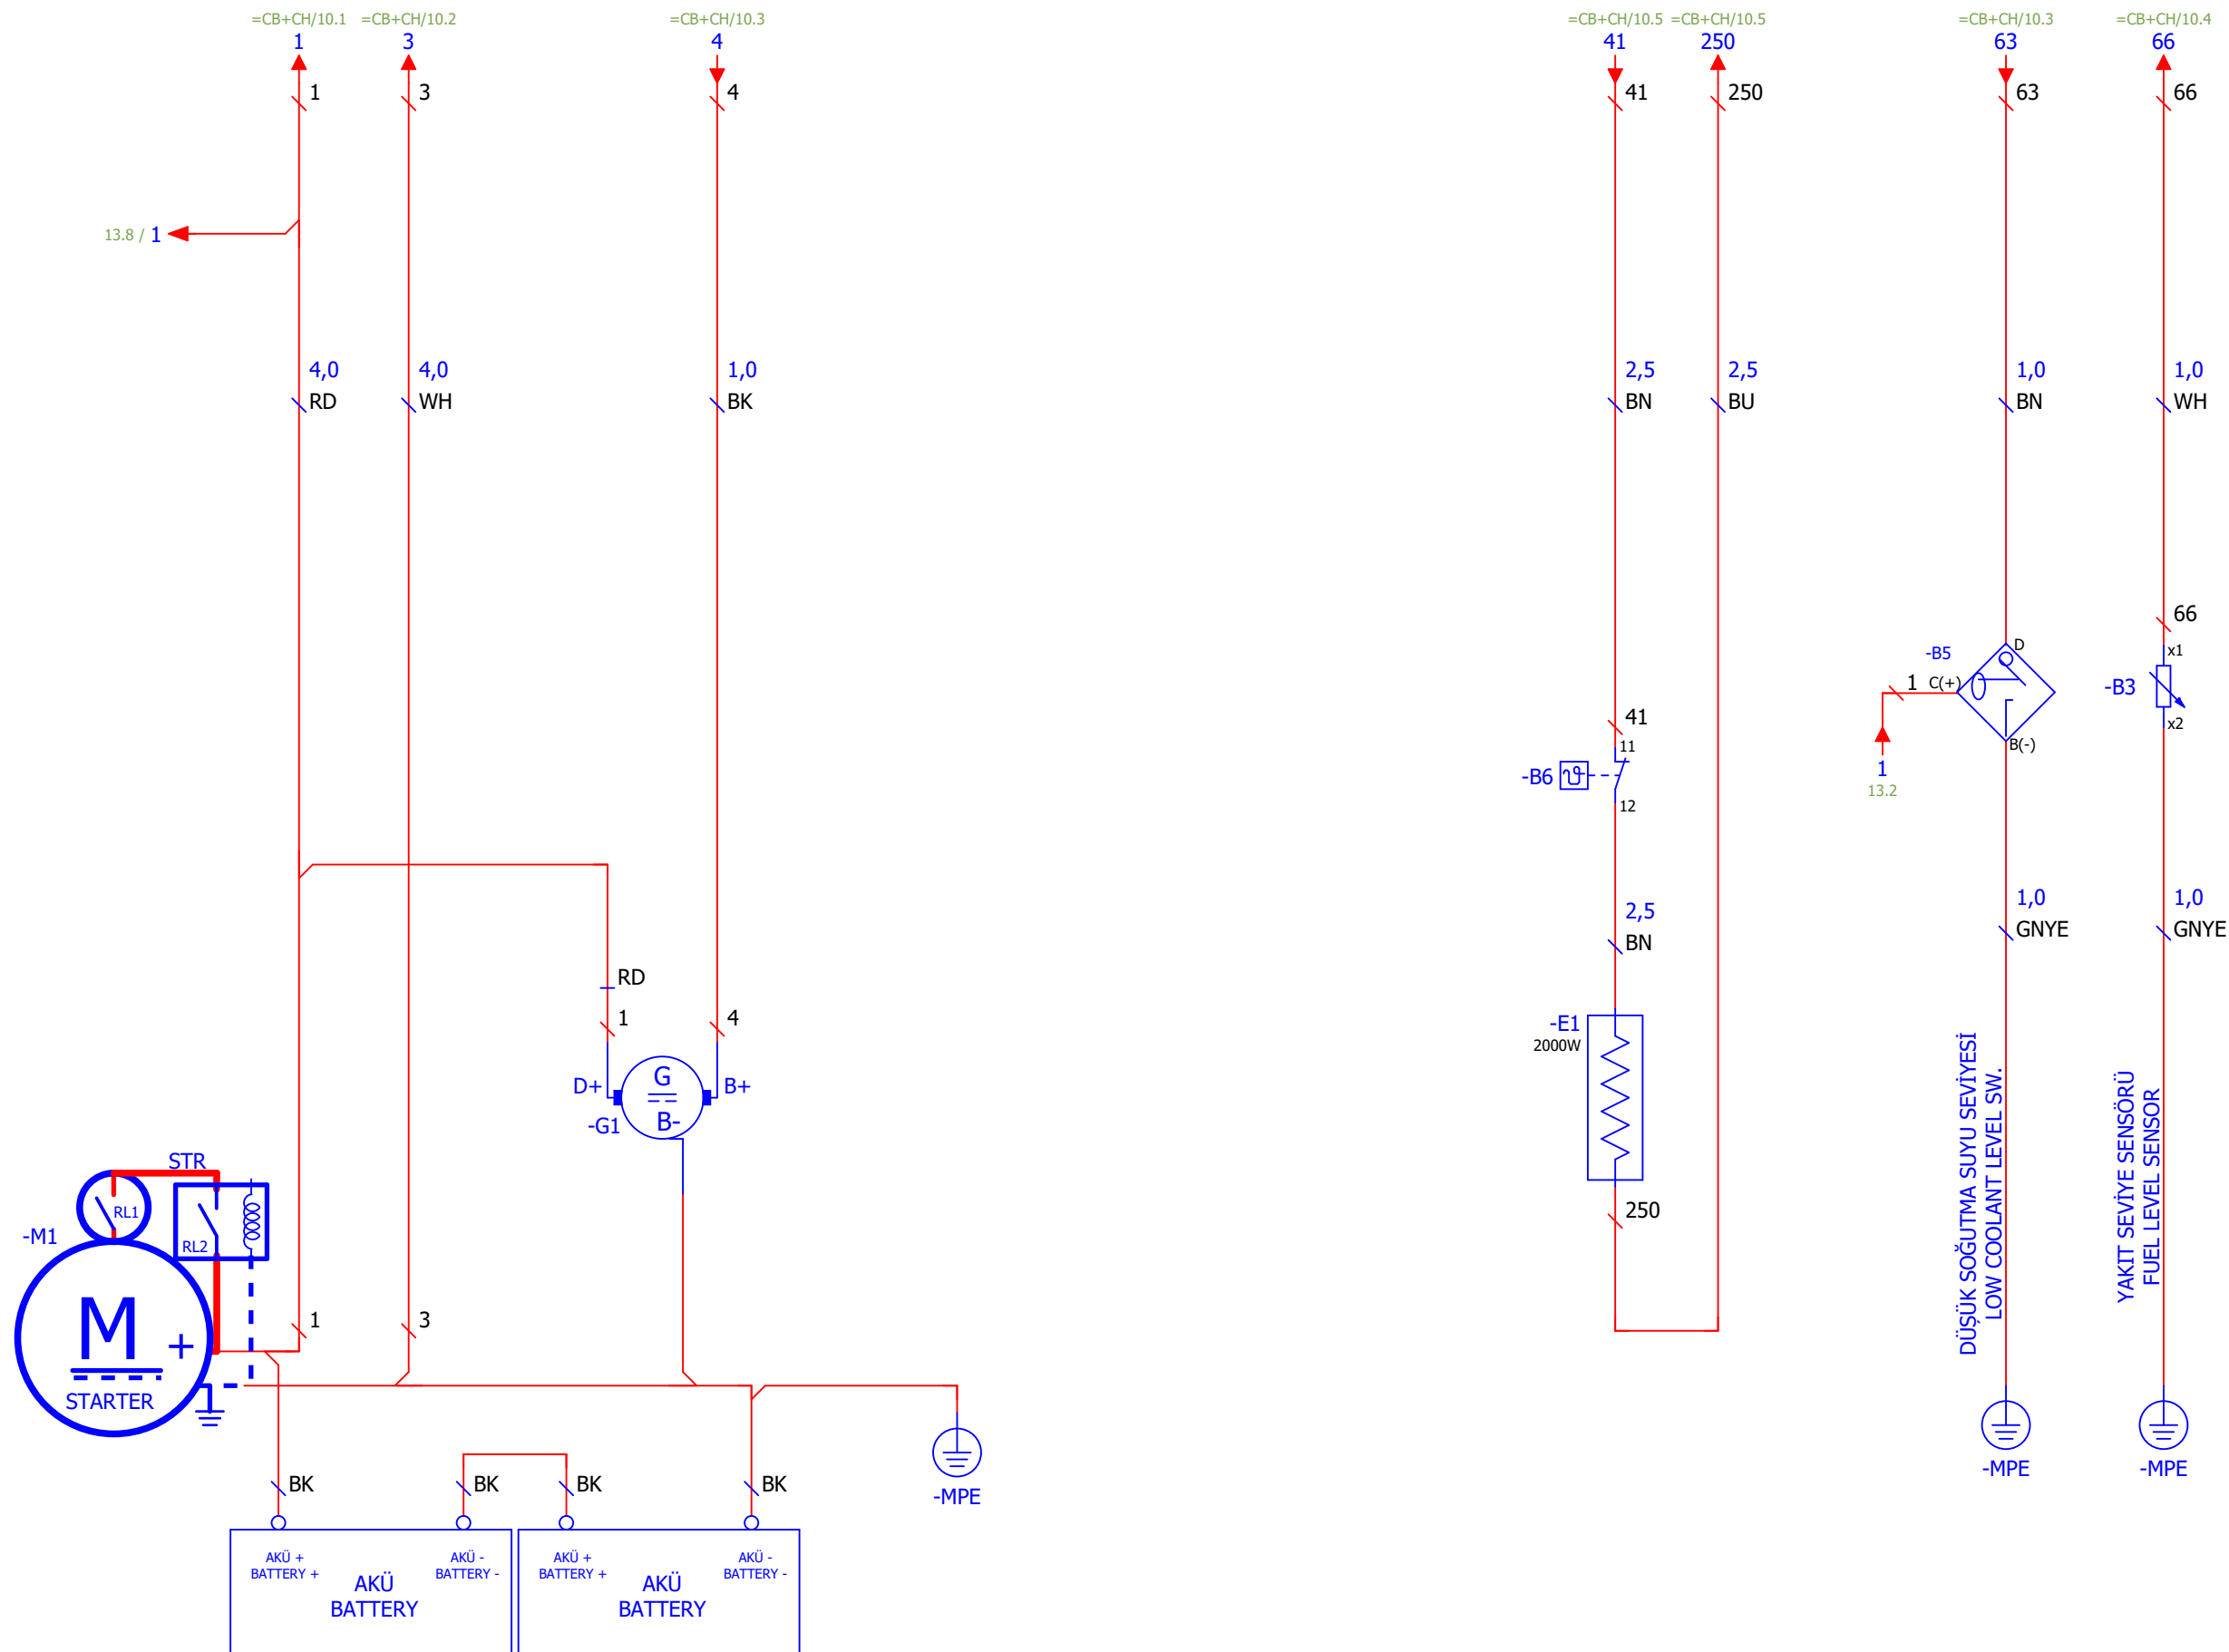 =CB+CH/10.1 =CB+CH/10.2 =CB+CH/10.3 =CB+CH/10.5 =CB+CH/10.5 =CB+CH/10.3 =CB+CH/10.4
1 3 4 41 250 63 66
1 3 4 41 250 63 66
13.8 / 1
4,0 4,0 1,0 2,5 2,5 1,0 1,0
RD WH BK BN BU BN WH
66
-B5 D x1
1 C(+) -B3
41 x2
11 B(-)
-B6 1
12 13.2
1,0 1,0
2,5 GNYE GNYE
BN
RD
1 4
-E1
2000W
G
D+ B+
B-
-G1
DÜŞÜK SOĞUTMA SUYU SEVİYESİ
LOW COOLANT LEVEL SW.
YAKIT SEVİYE SENSÖRÜ
FUEL LEVEL SENSOR
STR
RL1 250
-M1 RL2
1 3
M +
STARTER
-MPE -MPE
BK BK BK BK
-MPE
AKÜ + AKÜ - AKÜ + AKÜ -
BATTERY + BATTERY - BATTERY + BATTERY -
AKÜ AKÜ
BATTERY BATTERY